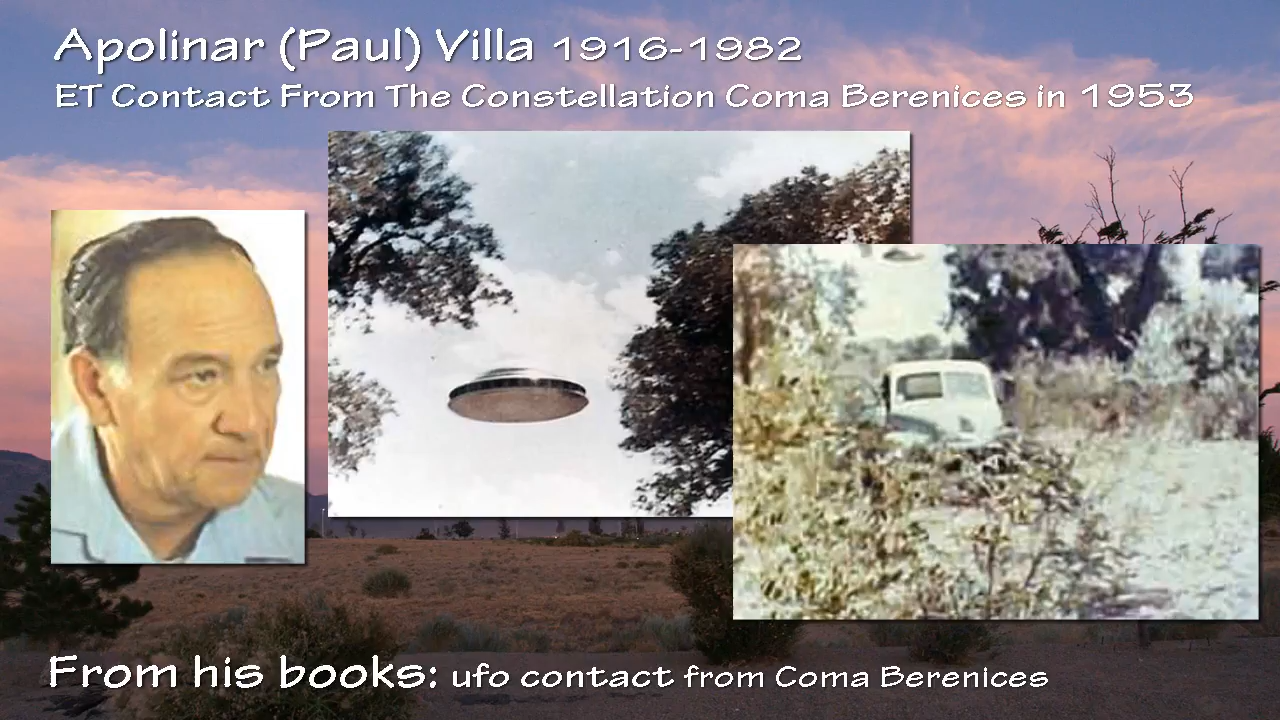 Apolinar (Paul) Villa 1916-1982
ET Contact From The Constellation Coma Berenices in 1953
From his books: ufo contact from Coma Berenices